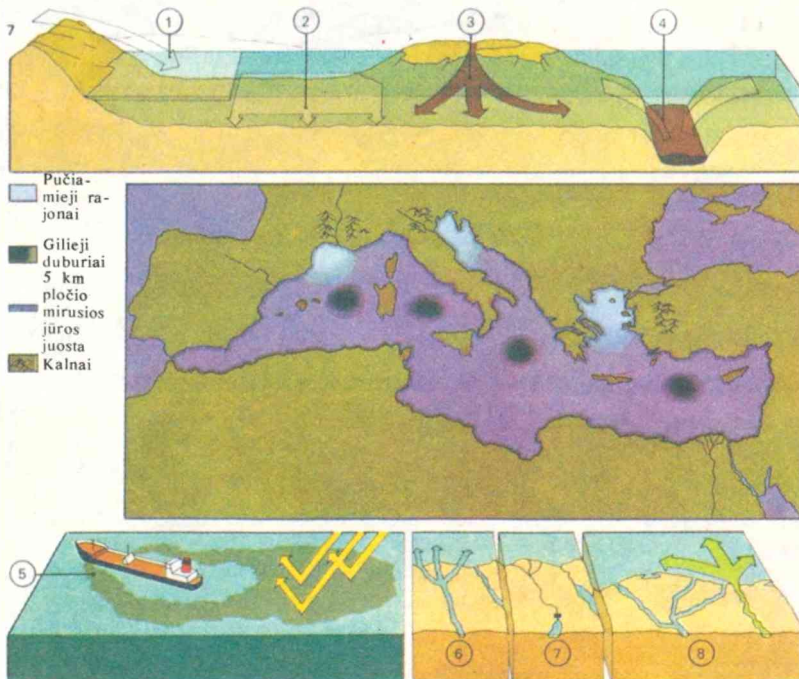 7
1
2
3
4
Pučia-
mieji ra-
jonai
Gilieji
duburiai
5 km
pločio
mirusios
jūros
juosta
Kalnai
5
6
7
8